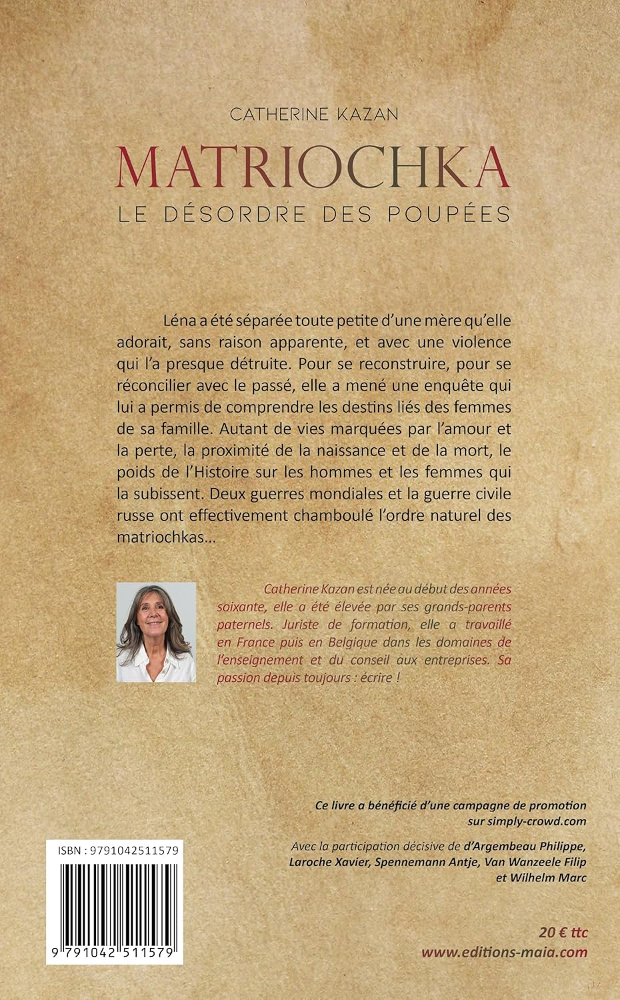 CATHERINE KAZAN
MATRIOCHKA
LE DÉSORDRE DES POUPÉES
Léna a été séparée toute petite d’une mère qu’elle
adorait, sans raison apparente, et avec une violence
qui l’a presque détruite. Pour se reconstruire, pour se
réconcilier avec le passé, elle a mené une enquête qui
lui a permis de comprendre les destins liés des femmes
de sa famille. Autant de vies marquées par l’amour et
la perte, la proximité de la naissance et de la mort, le
poids de l’Histoire sur les hommes et les femmes qui
la subissent. Deux guerres mondiales et la guerre civile
russe ont effectivement chamboulé l’ordre naturel des
matriochkas...
Catherine Kazan est née au début des années
soixante, elle a été élevée par ses grands-parents
paternels. Juriste de formation, elle a travaillé
en France puis en Belgique dans les domaines de
l’enseignement et du conseil aux entreprises. Sa
passion depuis toujours : écrire !
Ce livre a bénéficié d’une campagne de promotion
sur simply-crowd.com
Avec la participation décisive de d’Argembeau Philippe,
Laroche Xavier, Spennemann Antje, Van Wanzeele Filip
et Wilhelm Marc
ISBN : 9791042511579
9 791042 511579
20 € ttc
www.editions-maia.com